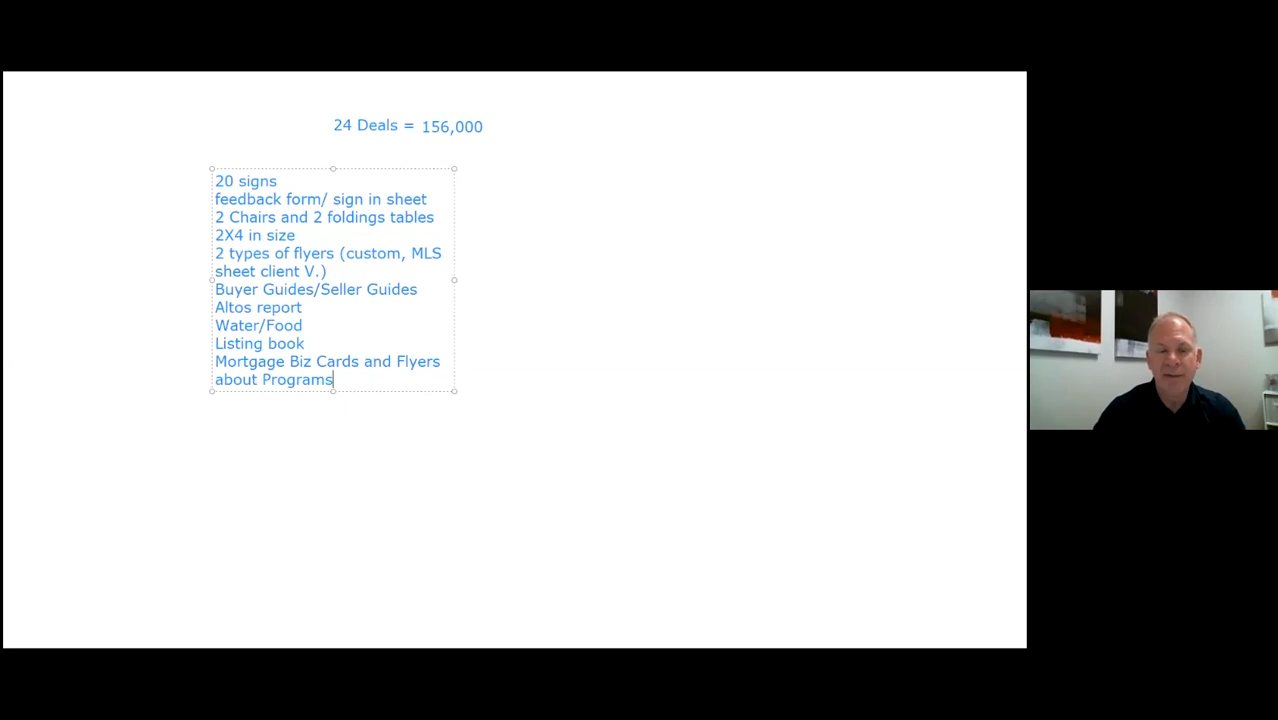 24 Deals = 156,000
20 signs
feedback form/ sign in sheet
2 Chairs and 2 foldings tables
2X4 in size
2 types of flyers (custom, MLS
sheet client V.)
Buyer Guides/Seller Guides
Altos report
Water/Food
Listing book
Mortgage Biz Cards and Flyers
about Programs